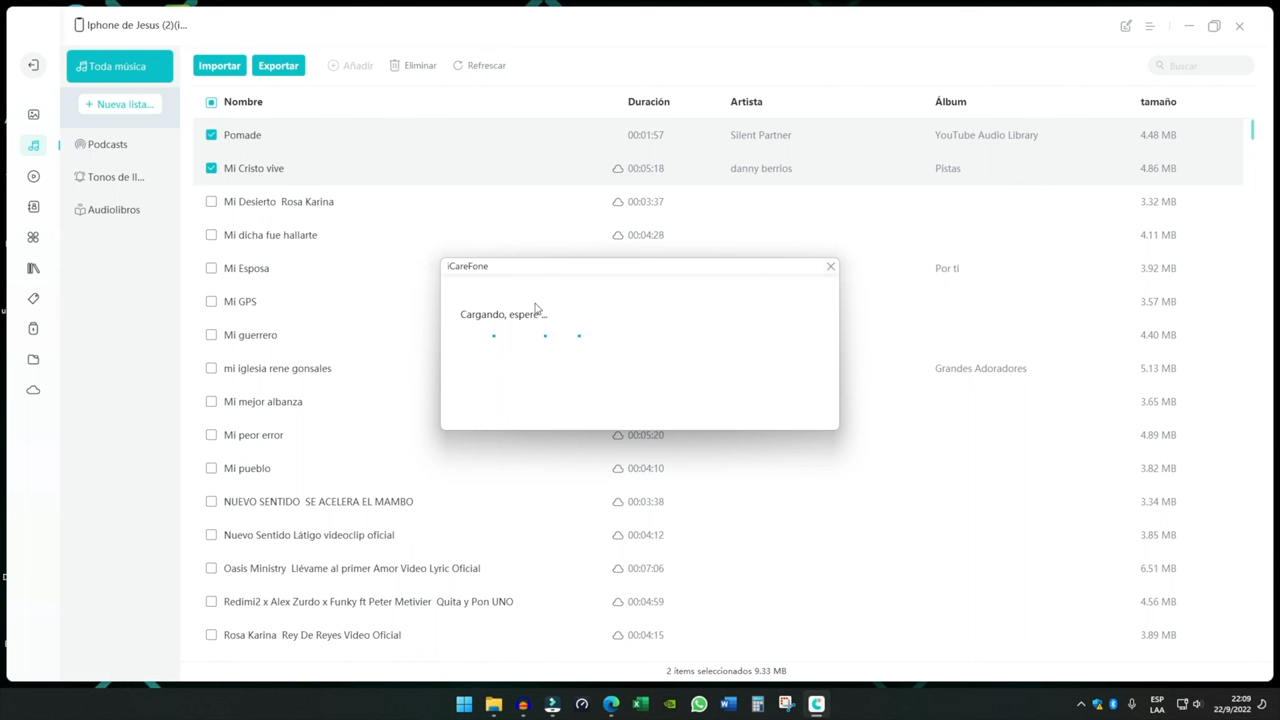 Iphone de Jesus (2)(i...
Toda música
Importar Exportar Añadir Eliminar Refrescar Buscar
+ Nueva lista...
Nombre Duración Artista Álbum tamaño
Pomade 00:01:57 Silent Partner YouTube Audio Library 4.48 MB
Podcasts
Mi Cristo vive 00:05:18 danny berrios Pistas 4.86 MB
Tonos de ll...
Mi Desierto Rosa Karina 00:03:37 3.32 MB
Audiolibros
Mi dicha fue hallarte 00:04:28 4.11 MB
Mi Esposa Por ti 3.92 MB
iCareFone
Mi GPS 3.57 MB
Cargando, espere ...
Mi guerrero 4.40 MB
mi iglesia rene gonsales Grandes Adoradores 5.13 MB
Mi mejor albanza 3.65 MB
Mi peor error 00:05:20 4.89 MB
Mi pueblo 00:04:10 3.82 MB
NUEVO SENTIDO SE ACELERA EL MAMBO 00:03:38 3.34 MB
Nuevo Sentido Látigo videoclip oficial 00:04:12 3.85 MB
Oasis Ministry Llévame al primer Amor Video Lyric Oficial 00:07:06 6.51 MB
Redimi2 x Alex Zurdo x Funky ft Peter Metivier Quita y Pon UNO 00:04:59 4.56 MB
Rosa Karina Rey De Reyes Video Oficial 00:04:15 3.89 MB
2 ítems seleccionados 9.33 MB
ESP
LAA
22:09
22/9/2022